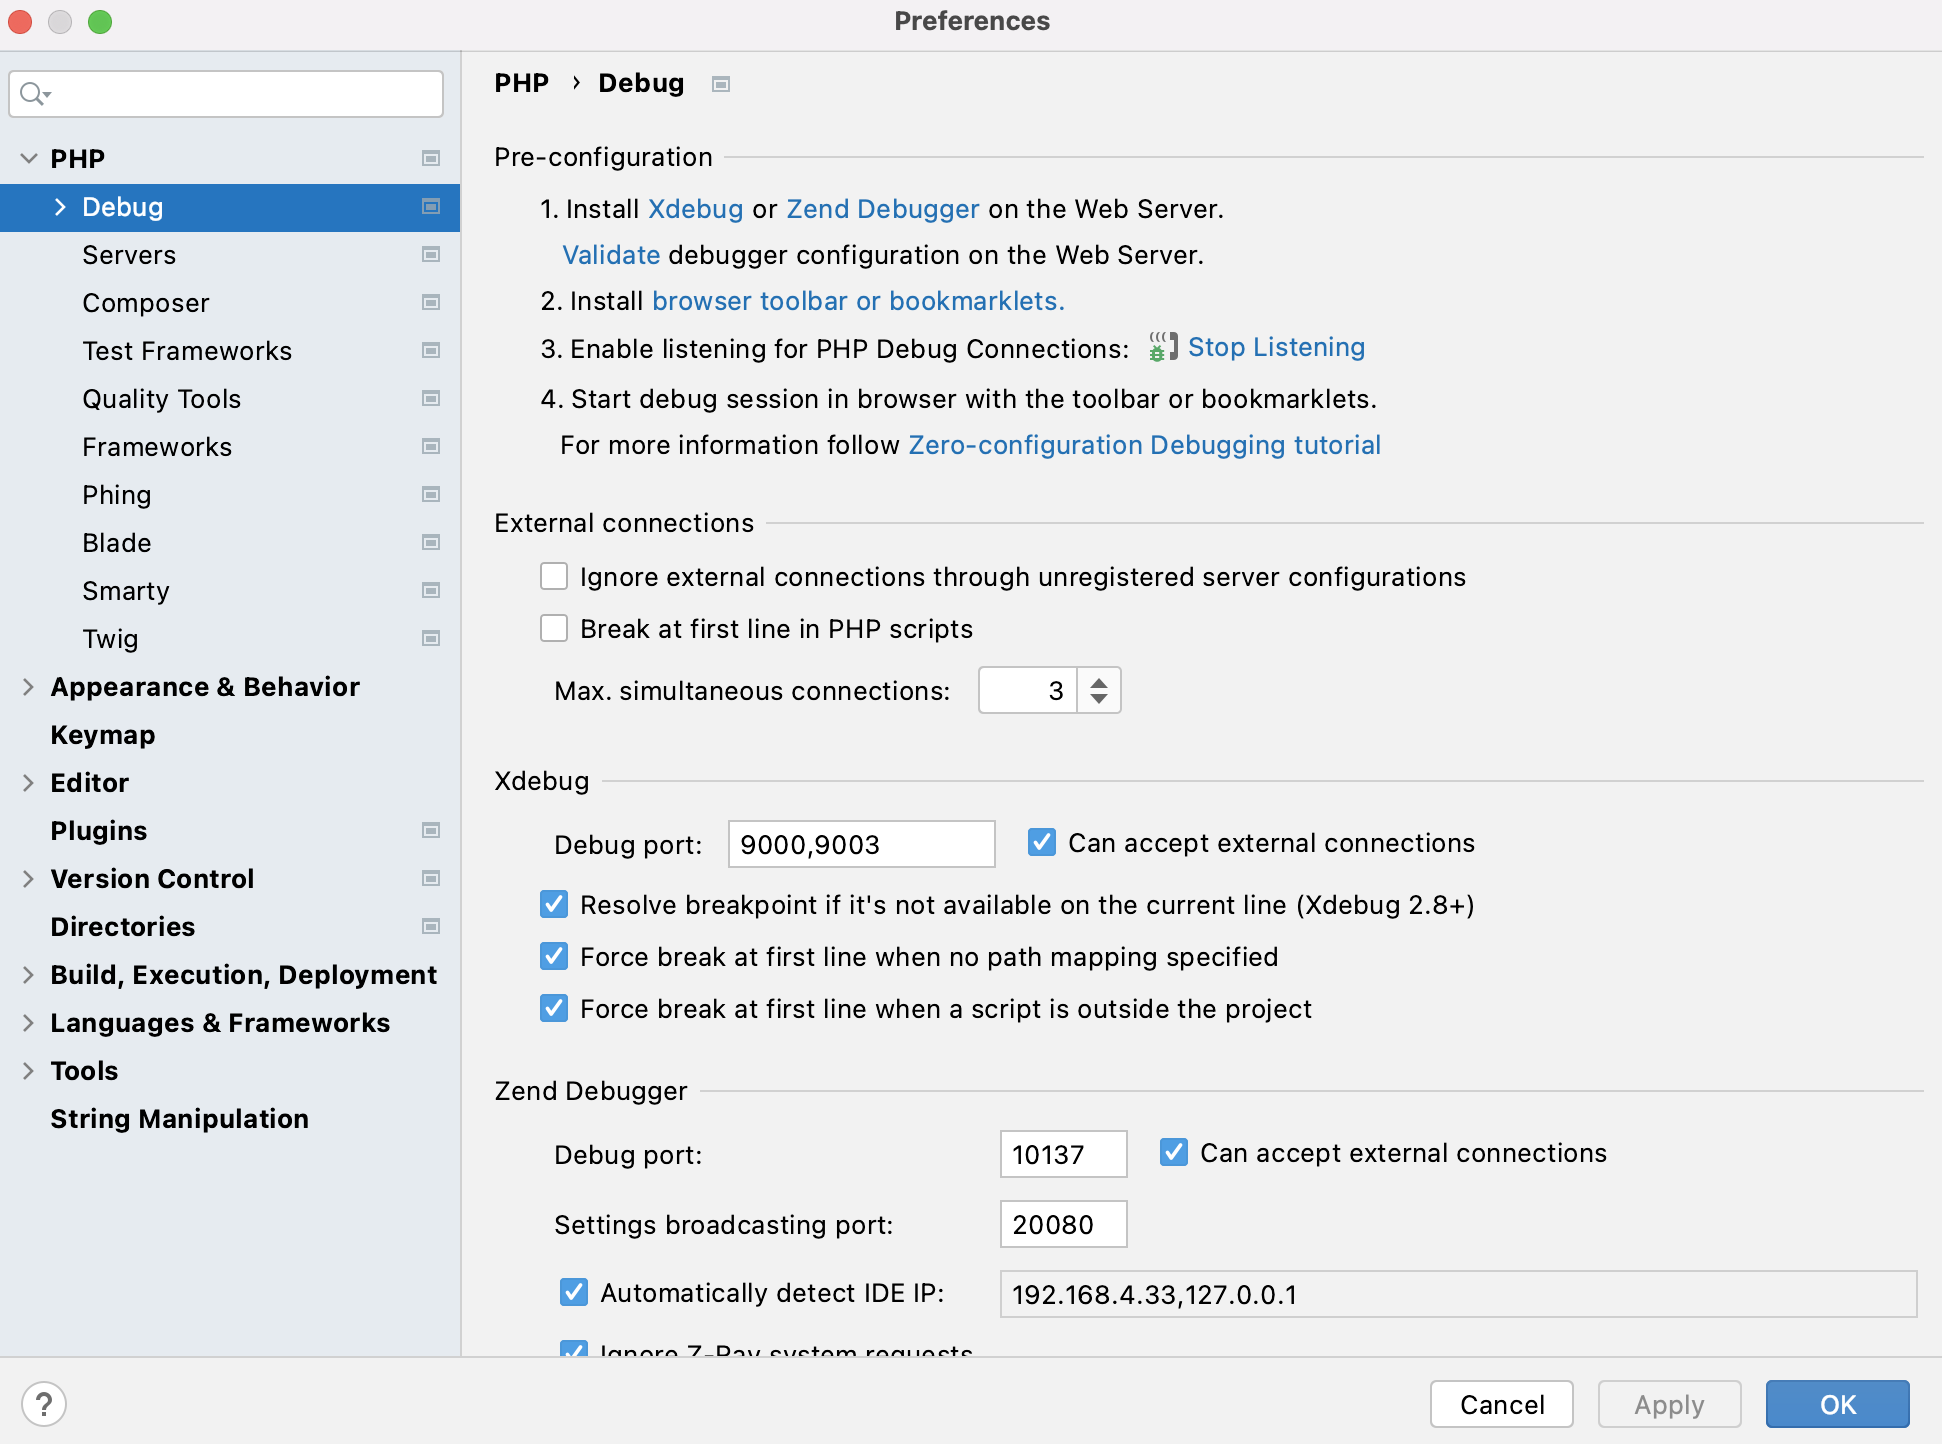 Preferences
PHP
Debug
Servers
Composer
Test Frameworks
Quality Tools
Frameworks
Phing
Blade
Smarty
Twig
Appearance & Behavior
Keymap
Editor
Plugins
Version Control
Directories
Build, Execution, Deployment
Languages & Frameworks
Tools
String Manipulation
PHP › Debug
Pre-configuration
1. Install Xdebug or Zend Debugger on the Web Server.
Validate debugger configuration on the Web Server.
2. Install browser toolbar or bookmarklets.
3. Enable listening for PHP Debug Connections: Stop Listening
4. Start debug session in browser with the toolbar or bookmarklets.
For more information follow Zero-configuration Debugging tutorial
External connections
Ignore external connections through unregistered server configurations
Break at first line in PHP scripts
Max. simultaneous connections: 3
Xdebug
Debug port: 9000,9003 Can accept external connections
Resolve breakpoint if it's not available on the current line (Xdebug 2.8+)
Force break at first line when no path mapping specified
Force break at first line when a script is outside the project
Zend Debugger
Debug port: 10137 Can accept external connections
Settings broadcasting port: 20080
Automatically detect IDE IP: 192.168.4.33,127.0.0.1
Ignore Z-Ray system requests
? Cancel Apply OK